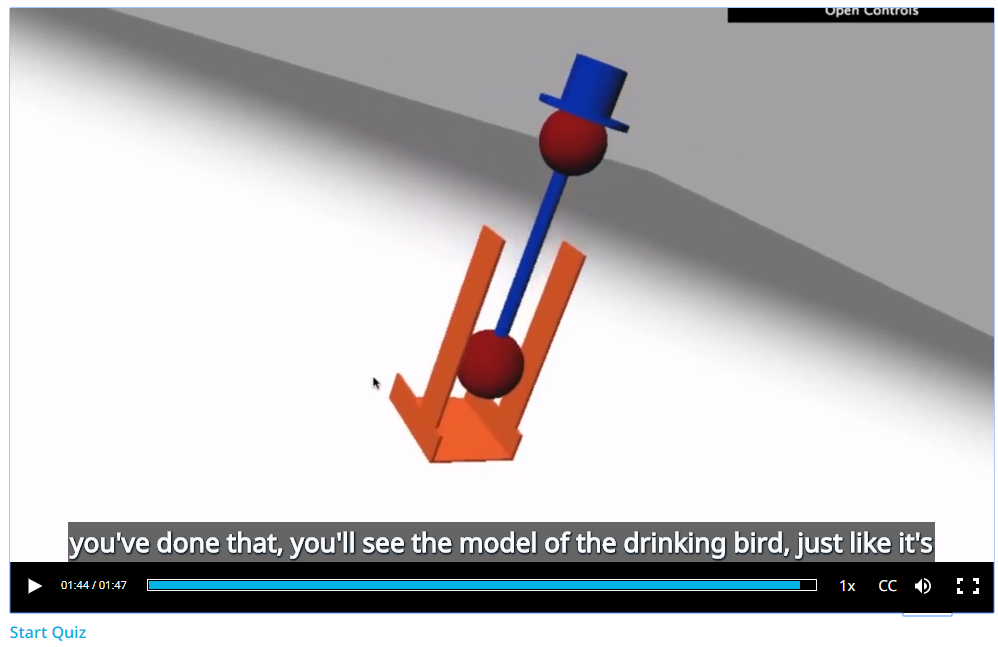 Open Controls
you've done that, you'll see the model of the drinking bird, just like it's
01:44 / 01:47
1x
CC
Start Quiz